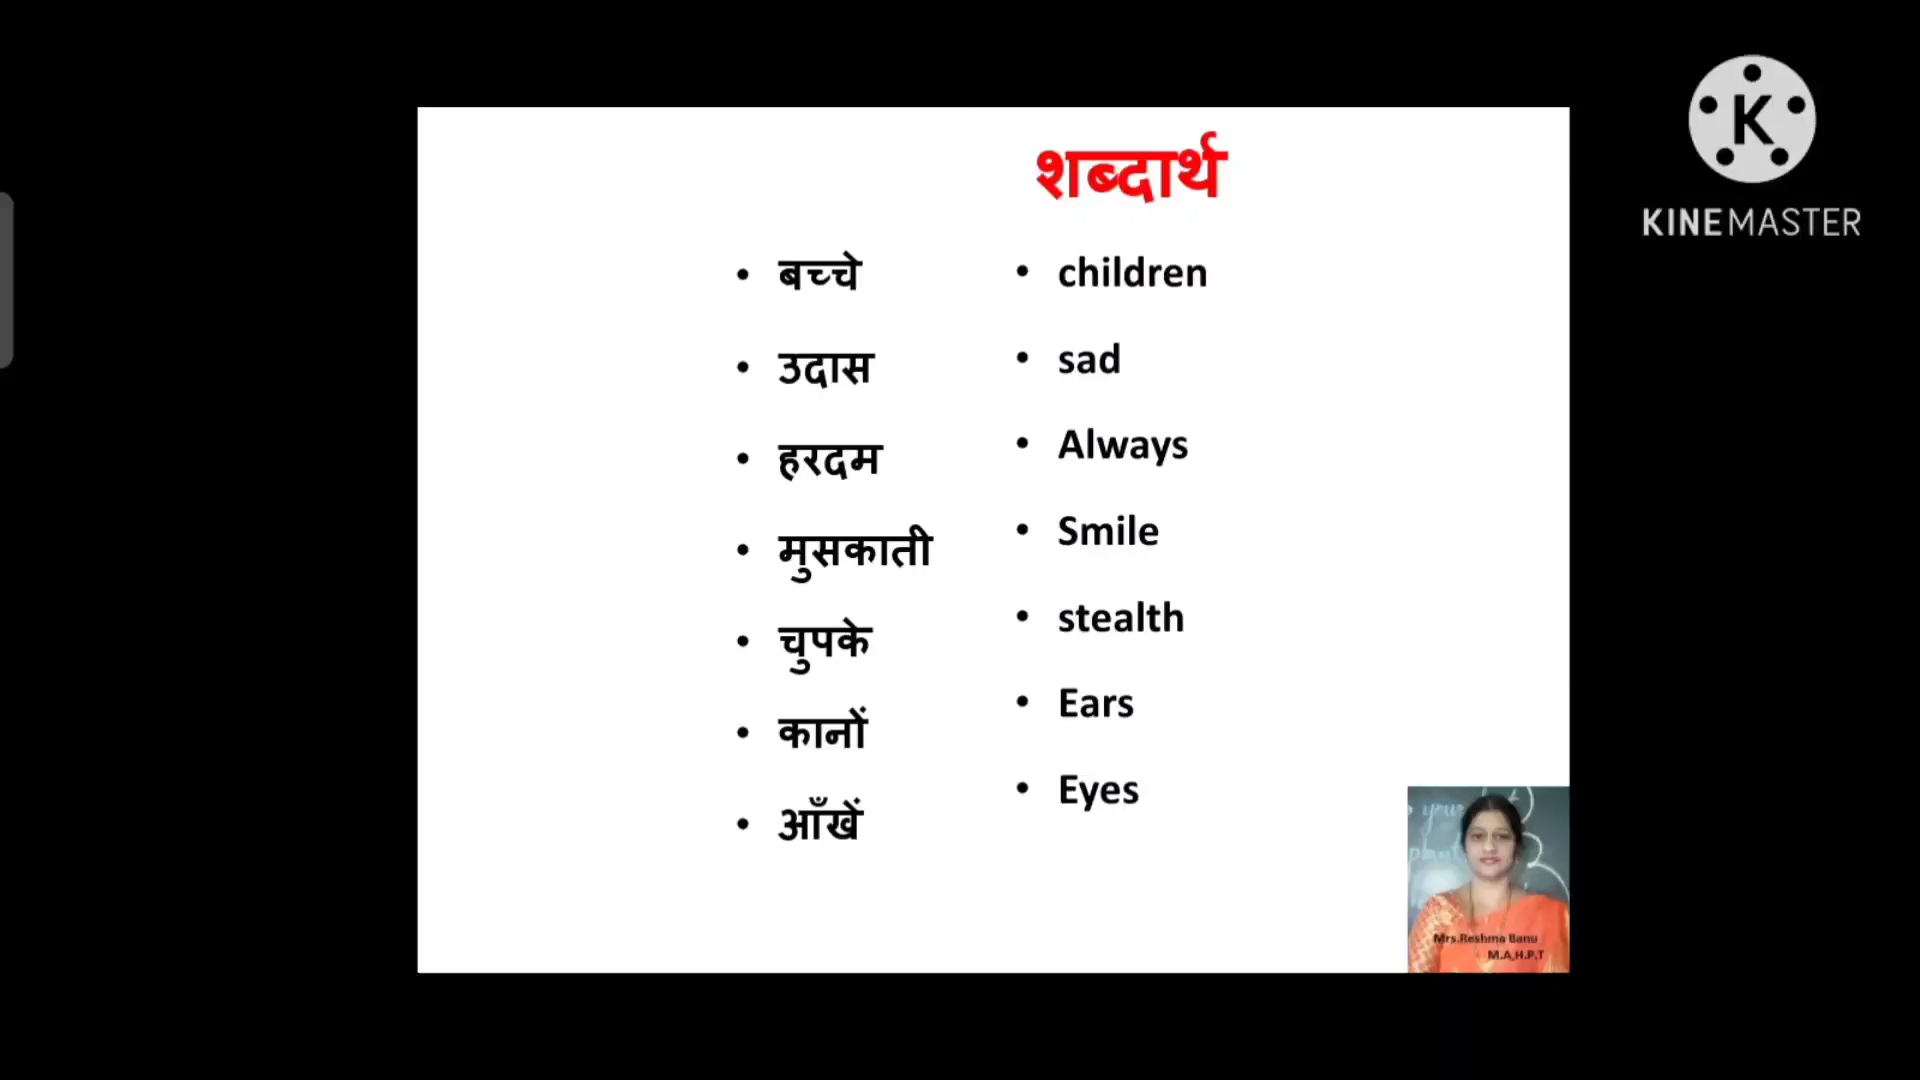 शब्दार्थ
• बच्चे
• उदास
• हरदम
• मुसकाती
• चुपके
• कानों
• आँखें
• children
• sad
• Always
• Smile
• stealth
• Ears
• Eyes
K
KINEMASTER
Mrs.Reshma Banu
M.A,H.P.T